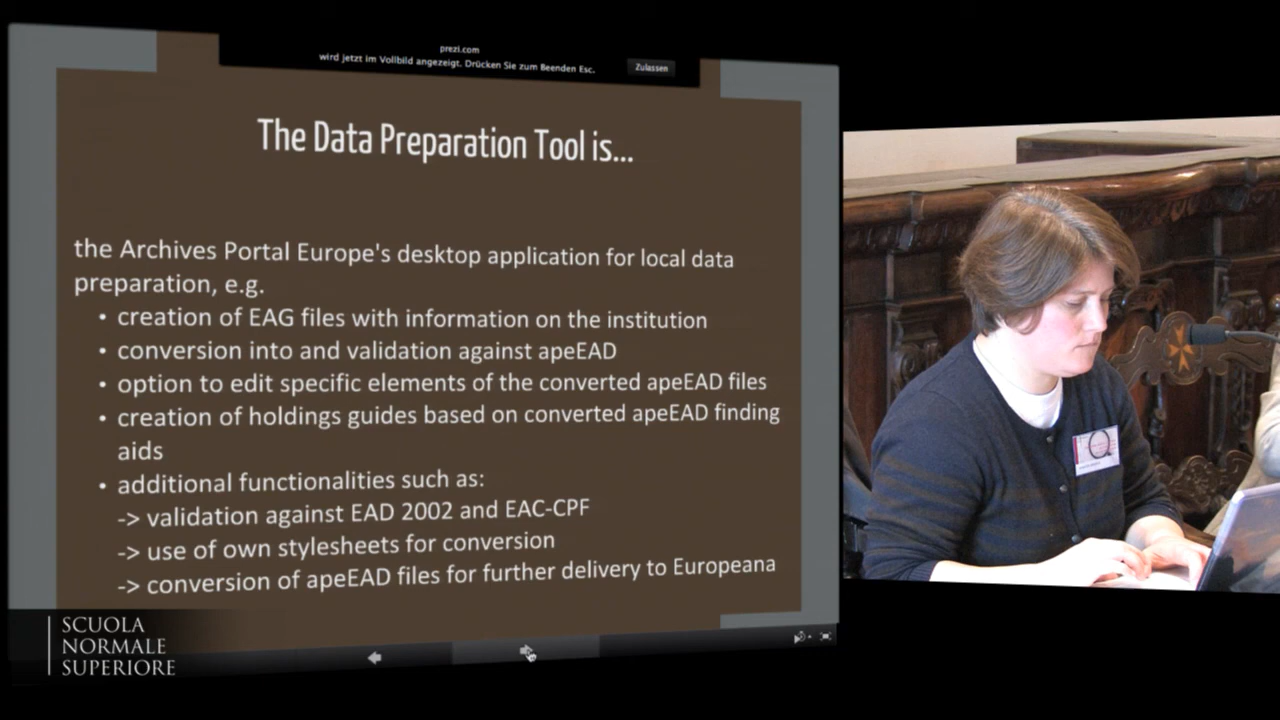 prezi.com
wird jetzt im Vollbild angezeigt. Drücken Sie zum Beenden Esc.
Zulassen
The Data Preparation Tool is...
the Archives Portal Europe's desktop application for local data
preparation, e.g.
• creation of EAG files with information on the institution
• conversion into and validation against apeEAD
• option to edit specific elements of the converted apeEAD files
• creation of holdings guides based on converted apeEAD finding
aids
• additional functionalities such as:
-> validation against EAD 2002 and EAC-CPF
-> use of own stylesheets for conversion
-> conversion of apeEAD files for further delivery to Europeana
SCUOLA
NORMALE
SUPERIORE
Q